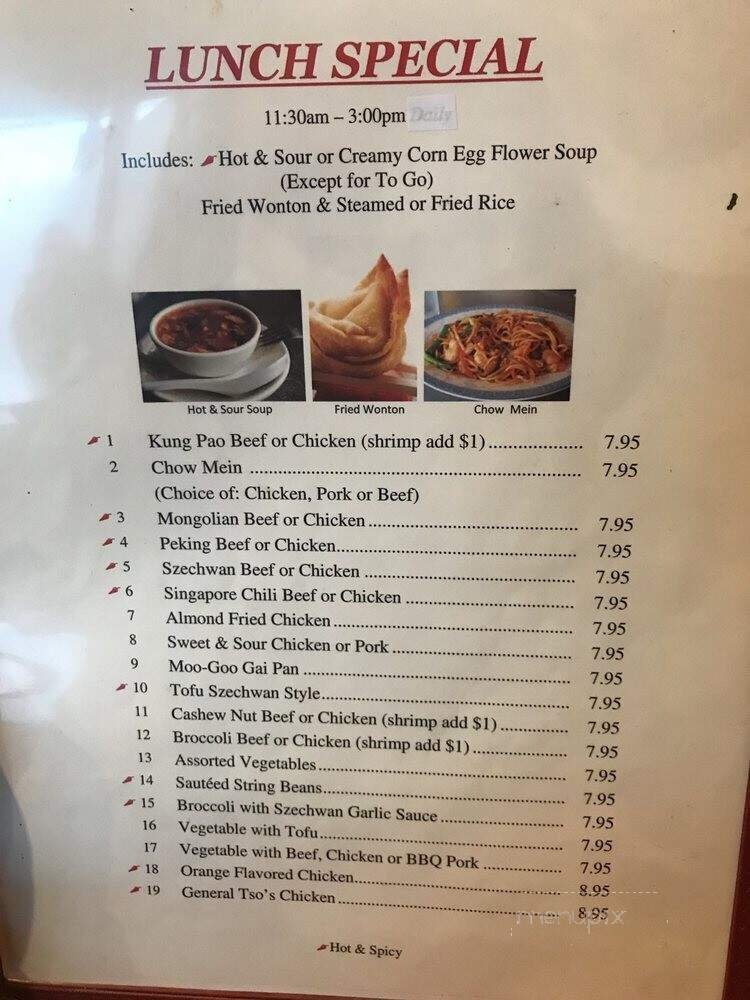 LUNCH SPECIAL
11:30am – 3:00pm Daily
Includes: Hot & Sour or Creamy Corn Egg Flower Soup
(Except for To Go)
Fried Wonton & Steamed or Fried Rice
Hot & Sour Soup Fried Wonton Chow Mein
1 Kung Pao Beef or Chicken (shrimp add $1) 7.95
2 Chow Mein 7.95
(Choice of: Chicken, Pork or Beef)
3 Mongolian Beef or Chicken 7.95
4 Peking Beef or Chicken 7.95
5 Szechwan Beef or Chicken 7.95
6 Singapore Chili Beef or Chicken 7.95
7 Almond Fried Chicken 7.95
8 Sweet & Sour Chicken or Pork 7.95
9 Moo-Goo Gai Pan 7.95
10 Tofu Szechwan Style 7.95
11 Cashew Nut Beef or Chicken (shrimp add $1) 7.95
12 Broccoli Beef or Chicken (shrimp add $1) 7.95
13 Assorted Vegetables 7.95
14 Sautéed String Beans 7.95
15 Broccoli with Szechwan Garlic Sauce 7.95
16 Vegetable with Tofu 7.95
17 Vegetable with Beef, Chicken or BBQ Pork 7.95
18 Orange Flavored Chicken 8.95
19 General Tso's Chicken 8.95
menupix
Hot & Spicy